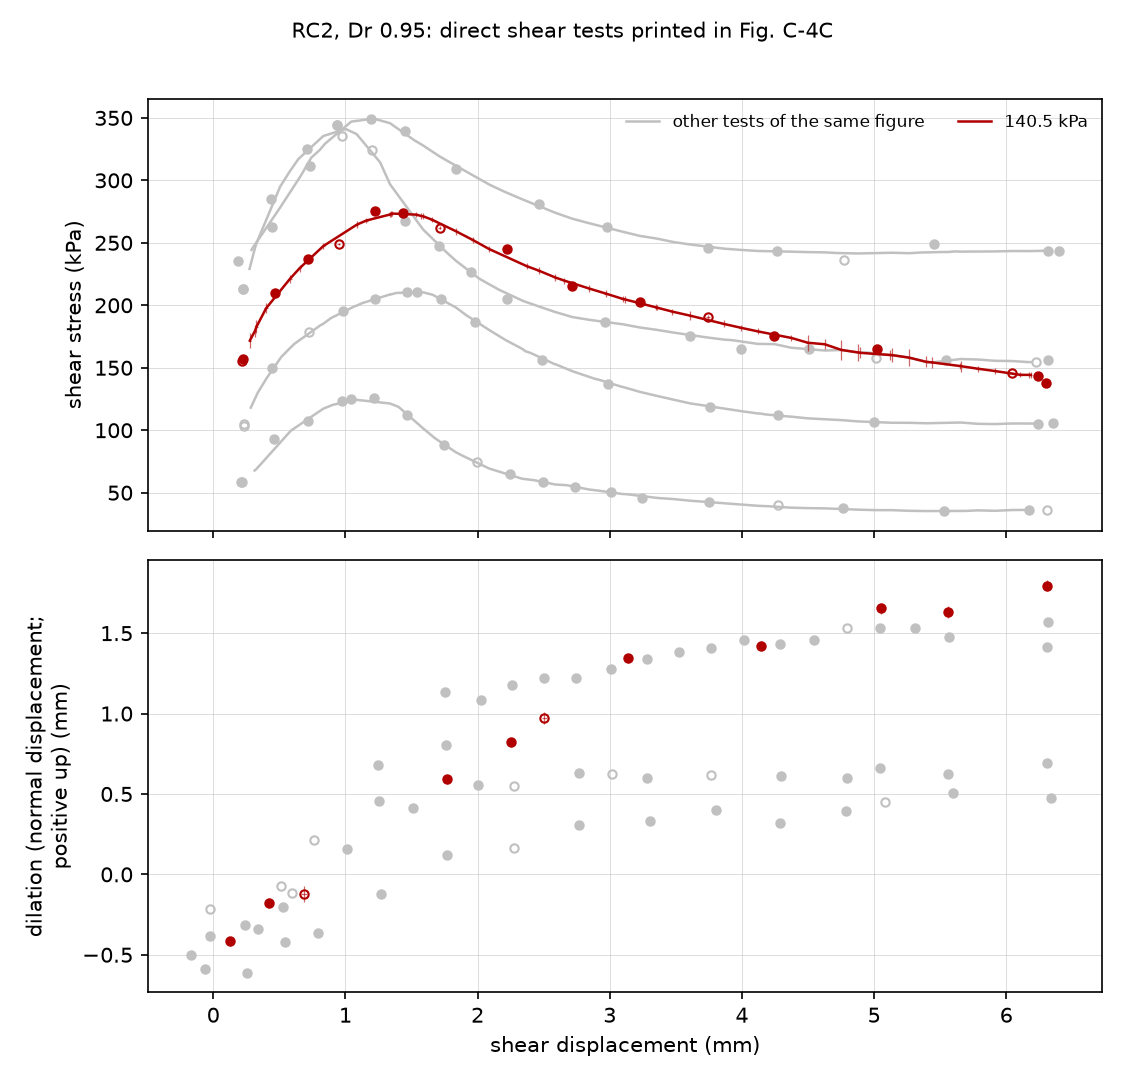 RC2, Dr 0.95: direct shear tests printed in Fig. C-4C
other tests of the same figure
140.5 kPa
shear stress (kPa)
350
300
250
200
150
100
50
dilation (normal displacement;
positive up) (mm)
1.5
1.0
0.5
0.0
−0.5
0 1 2 3 4 5 6
shear displacement (mm)